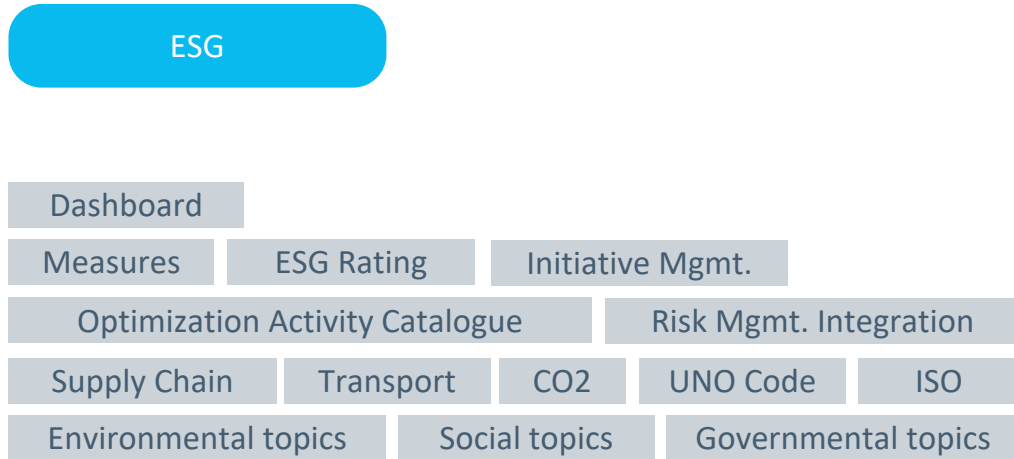 ESG
Dashboard
Measures ESG Rating Initiative Mgmt.
Optimization Activity Catalogue Risk Mgmt. Integration
Supply Chain Transport CO2 UNO Code ISO
Environmental topics Social topics Governmental topics